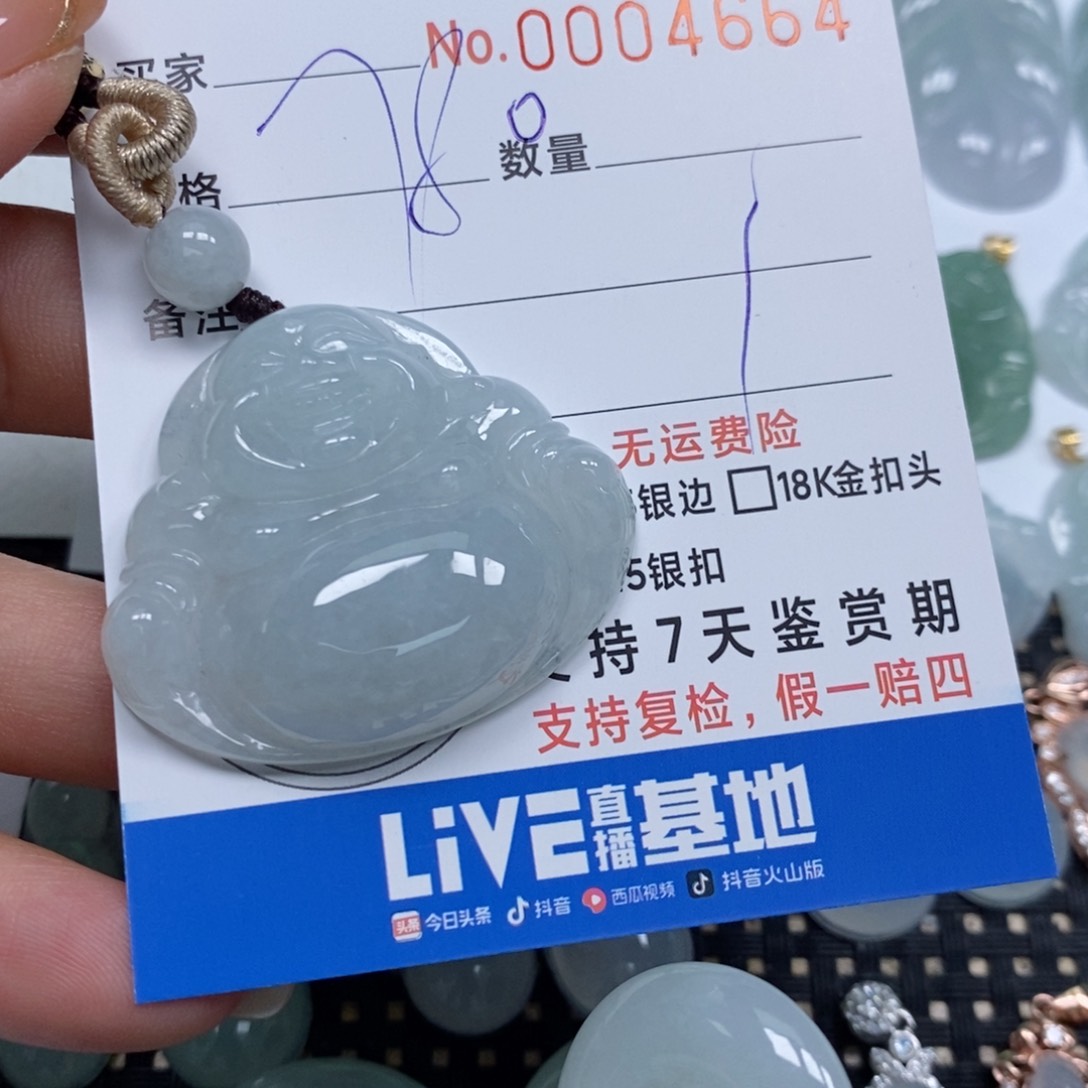 买家 No.0004664
780
格 数量 1
备注
无运费险
银边 □18K金扣头
5银扣
持7天鉴赏期
支持复检，假一赔四
LiVE直播基地
头条 今日头条 抖音 西瓜视频 抖音火山版